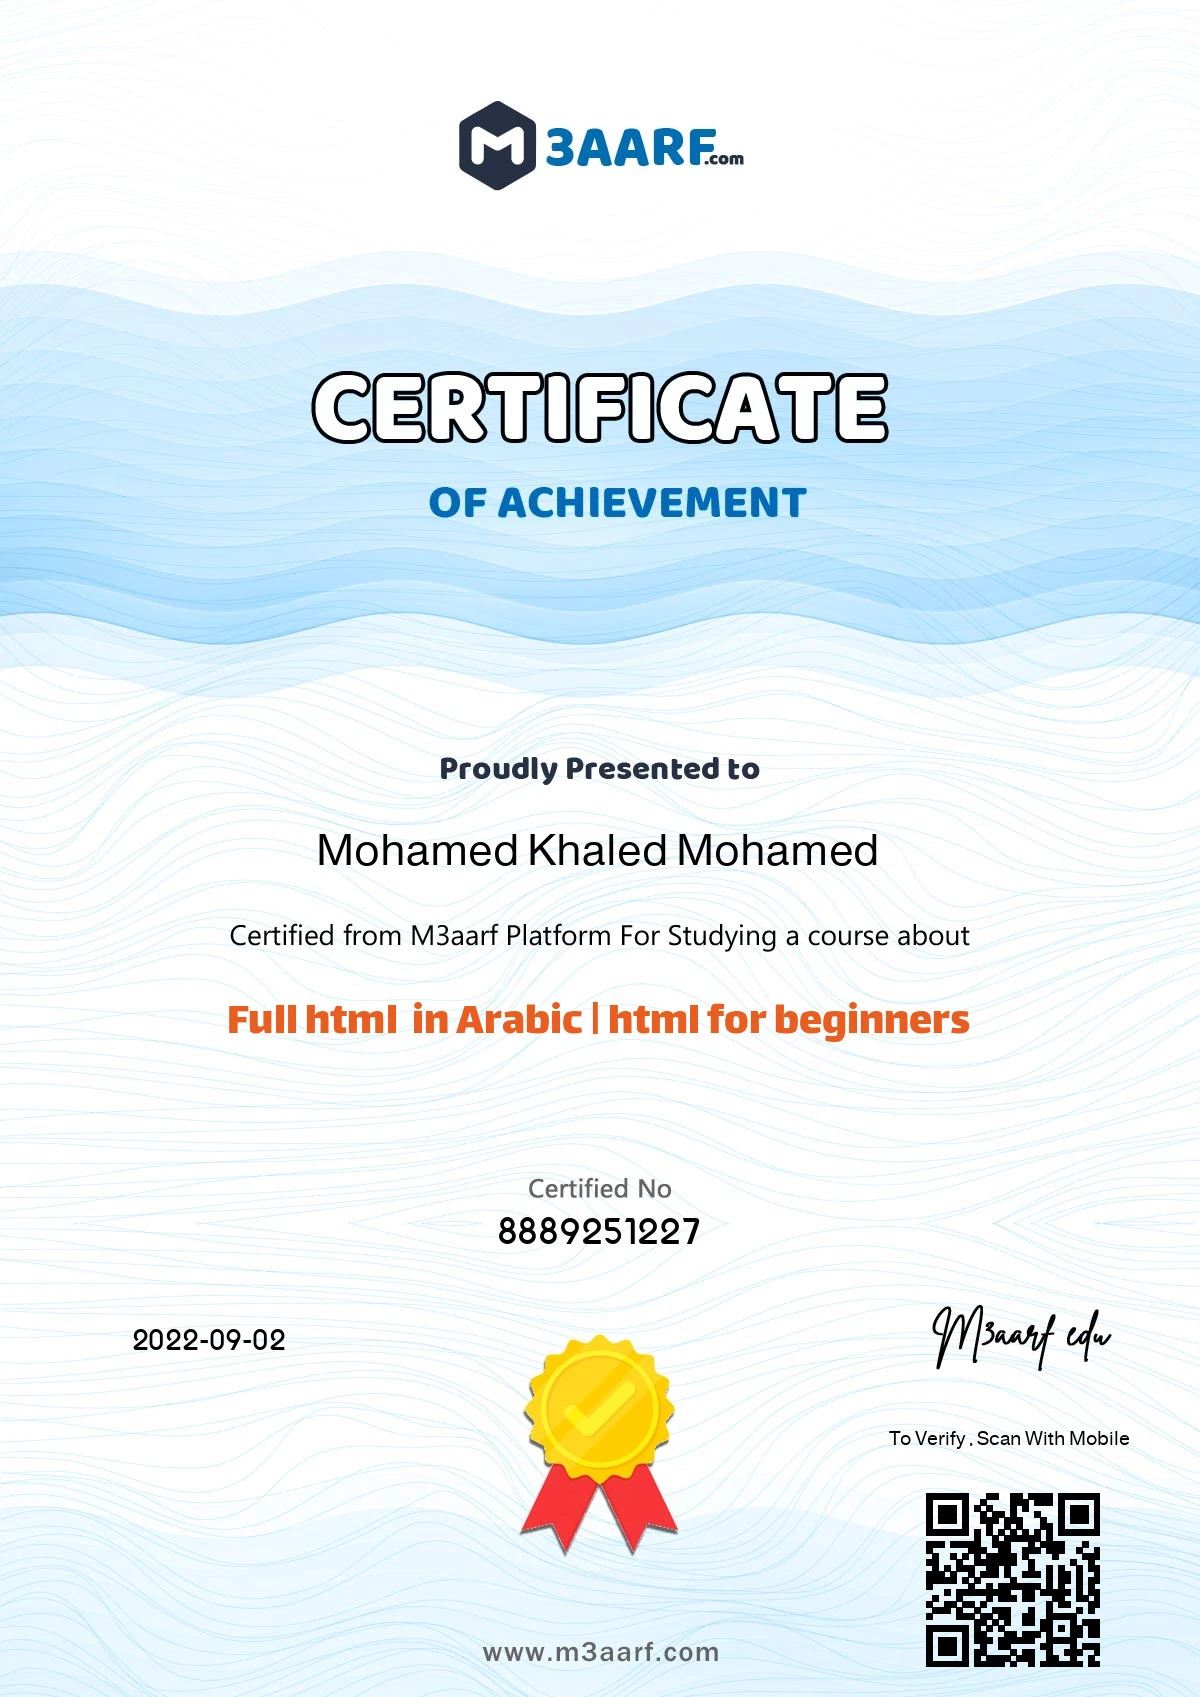 M3AARF.com
CERTIFICATE
OF ACHIEVEMENT
Proudly Presented to
Mohamed Khaled Mohamed
Certified from M3aarf Platform For Studying a course about
Full html in Arabic | html for beginners
Certified No
8889251227
2022-09-02
M3aarf edu
To Verify , Scan With Mobile
www.m3aarf.com